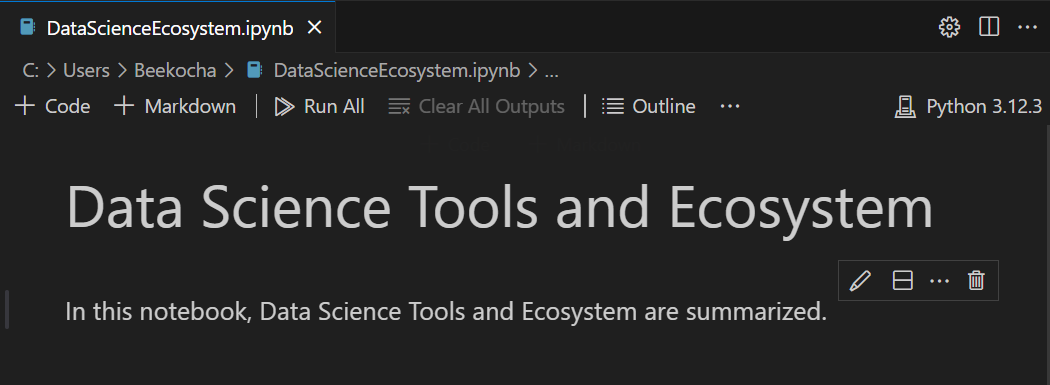 DataScienceEcosystem.ipynb
C: > Users > Beekocha > DataScienceEcosystem.ipynb > ...
+ Code + Markdown | Run All Clear All Outputs | Outline ... Python 3.12.3
Data Science Tools and Ecosystem
In this notebook, Data Science Tools and Ecosystem are summarized.